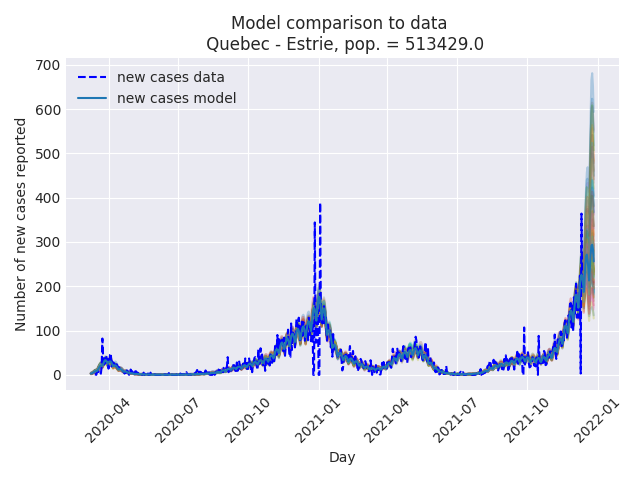 Model comparison to data
Quebec - Estrie, pop. = 513429.0
new cases data
new cases model
Number of new cases reported
700
600
500
400
300
200
100
0
2020-04
2020-07
2020-10
2021-01
2021-04
2021-07
2021-10
2022-01
Day